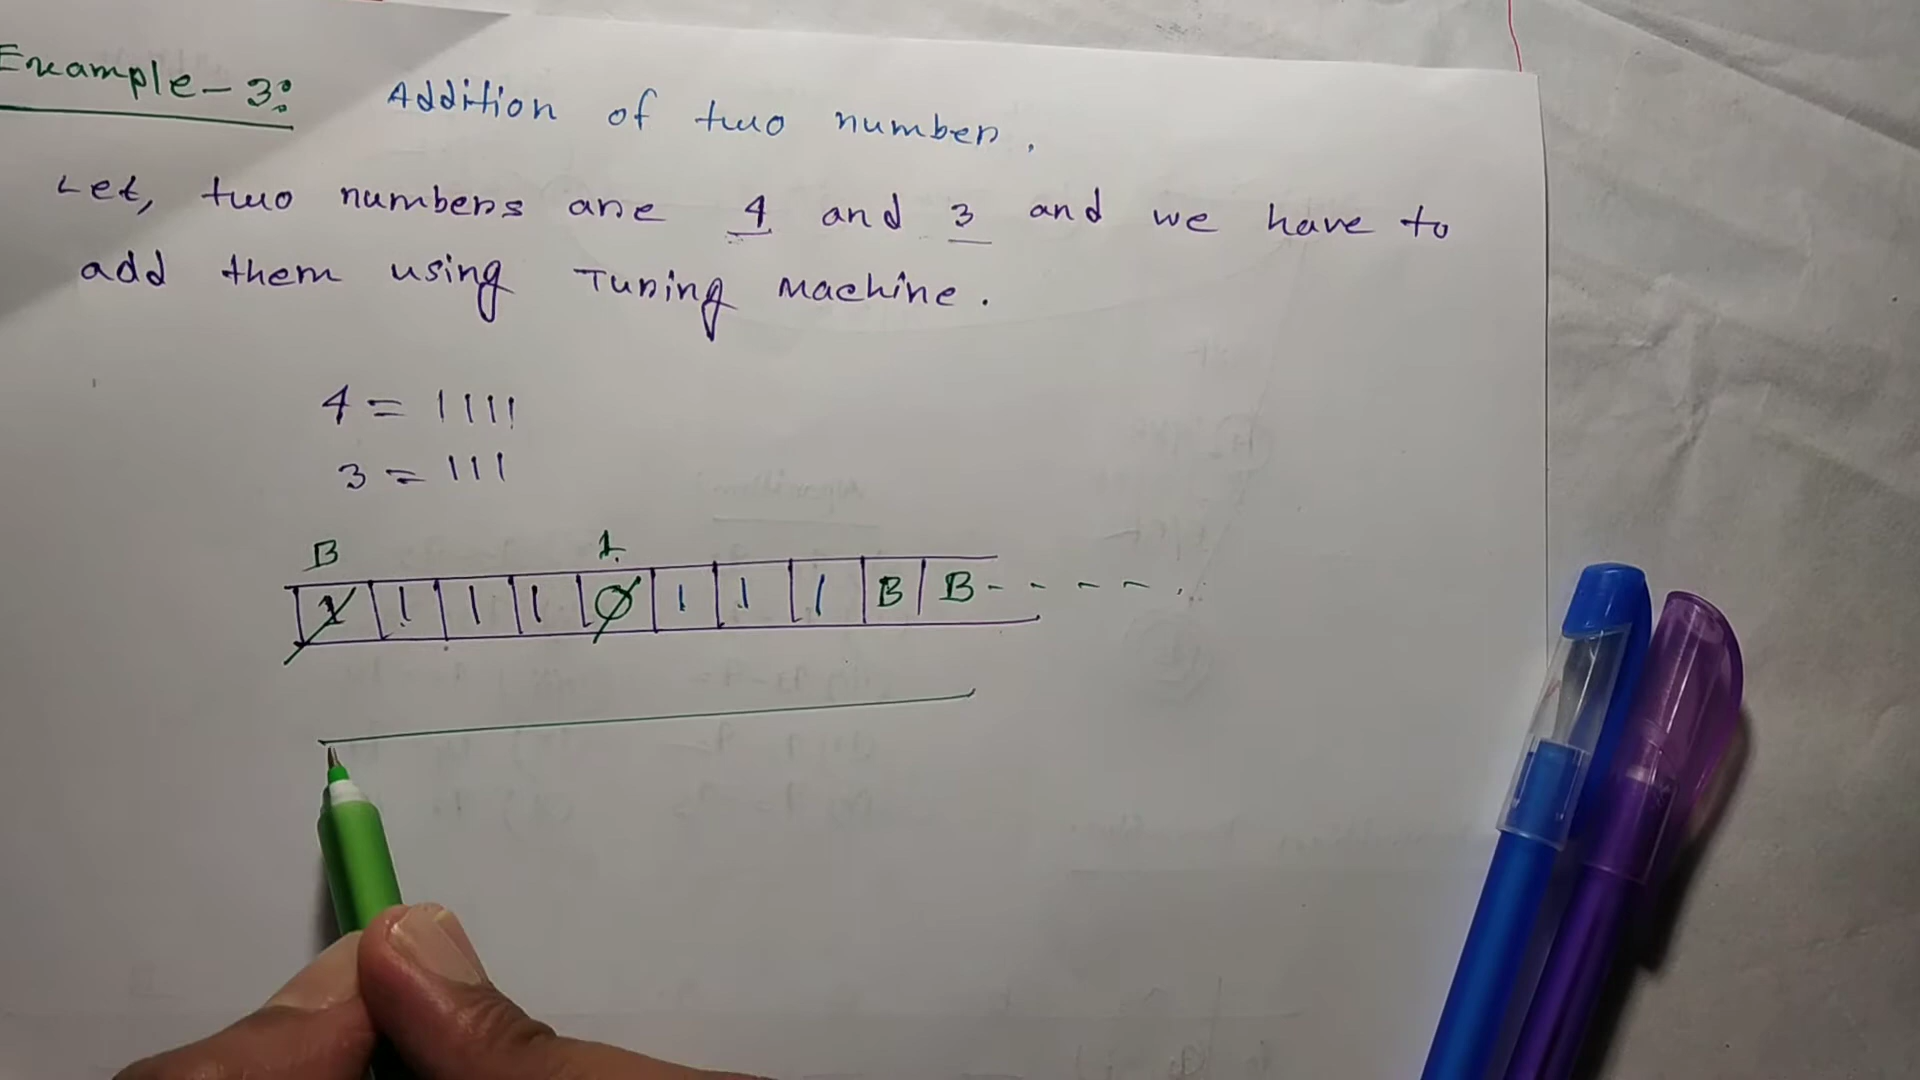 Example-3:
Addition of two number.
Let, two numbers are 4 and 3 and we have to
add them using Turing Machine.
4 = 1111
3 = 111
B 1
1 1 1 1 0 1 1 1 B B - - - - .